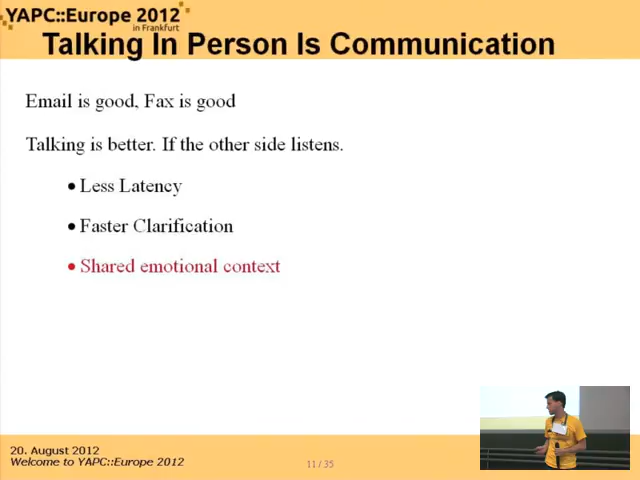 YAPC::Europe 2012
in Frankfurt
Talking In Person Is Communication
Email is good, Fax is good
Talking is better. If the other side listens.
• Less Latency
• Faster Clarification
• Shared emotional context
20. August 2012
Welcome to YAPC::Europe 2012
11 / 35